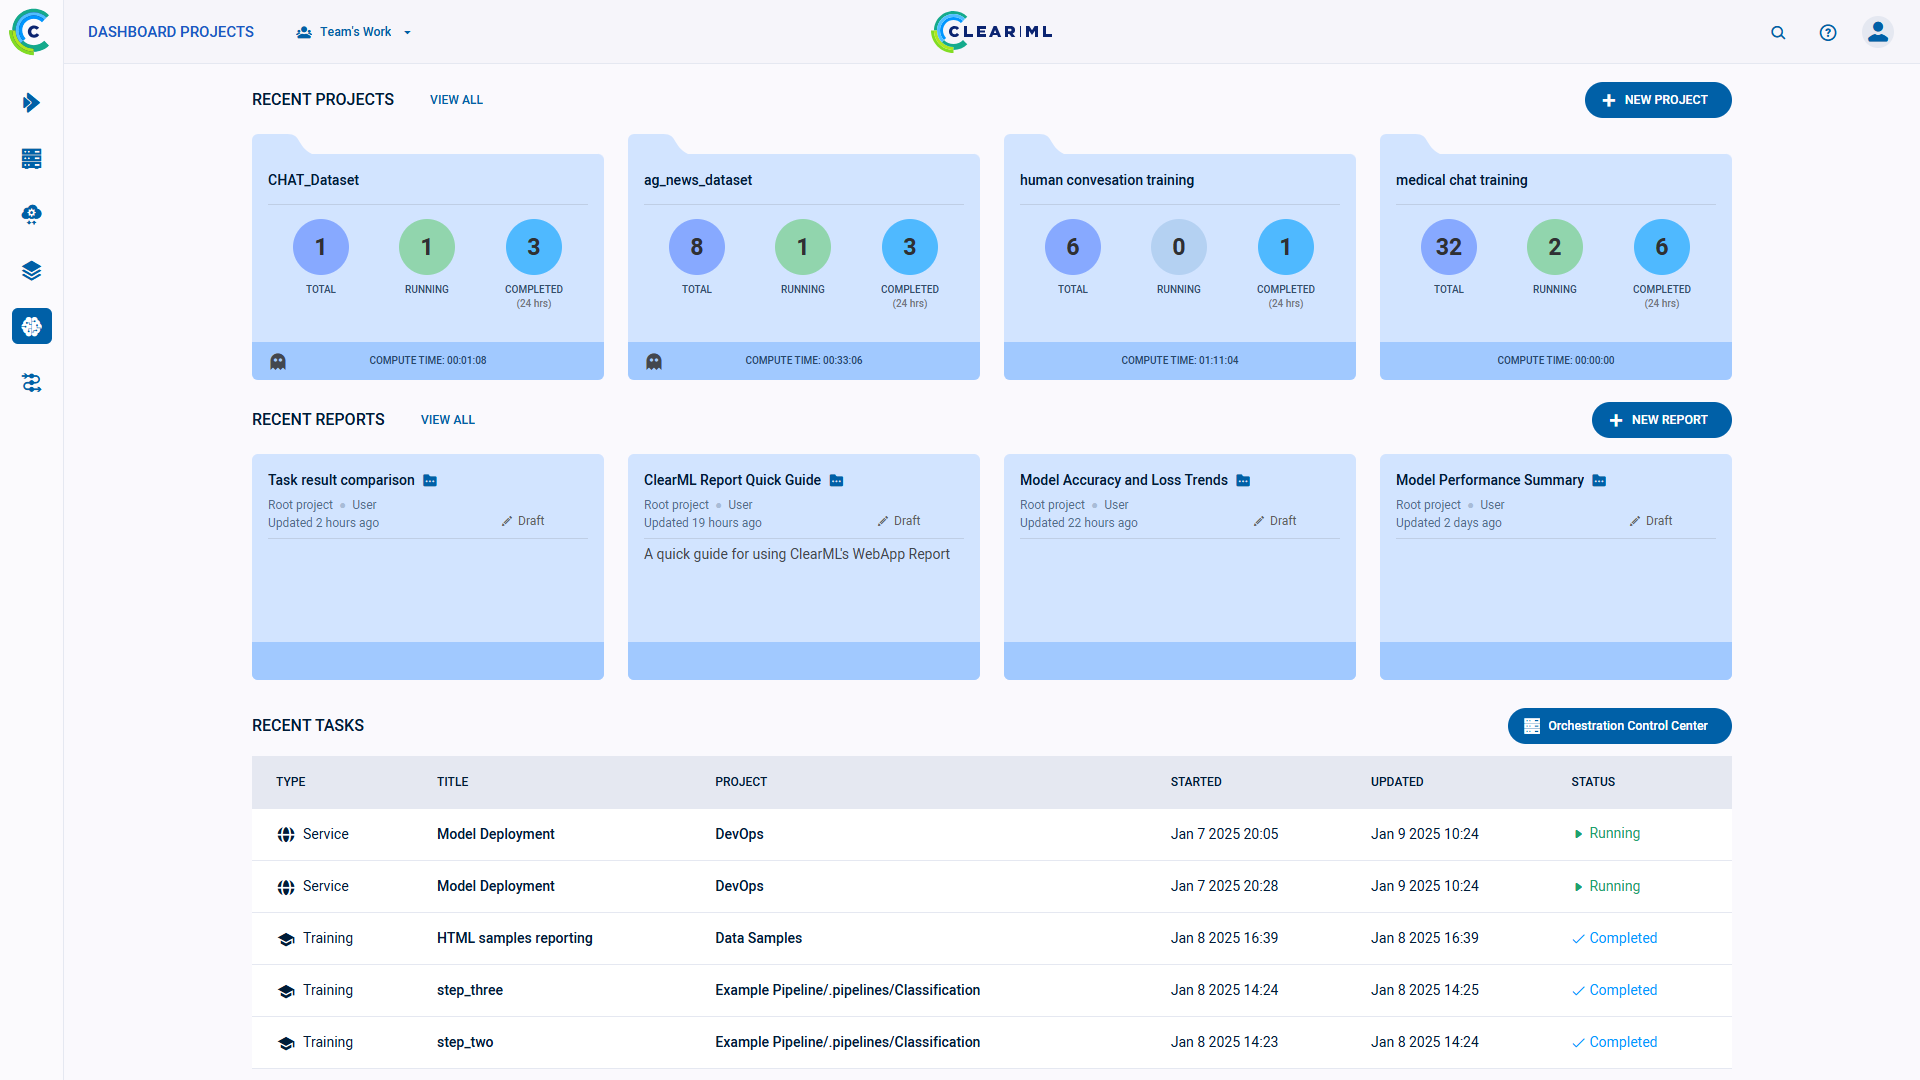 C
DASHBOARD PROJECTS
Team's Work
CLEAR|ML
RECENT PROJECTS
VIEW ALL
NEW PROJECT
CHAT_Dataset
1
1
3
TOTAL
RUNNING
COMPLETED
(24 hrs)
COMPUTE TIME: 00:01:08
ag_news_dataset
8
1
3
TOTAL
RUNNING
COMPLETED
(24 hrs)
COMPUTE TIME: 00:33:06
human convesation training
6
0
1
TOTAL
RUNNING
COMPLETED
(24 hrs)
COMPUTE TIME: 01:11:04
medical chat training
32
2
6
TOTAL
RUNNING
COMPLETED
(24 hrs)
COMPUTE TIME: 00:00:00
RECENT REPORTS
VIEW ALL
NEW REPORT
Task result comparison
Root project • User
Updated 2 hours ago
Draft
ClearML Report Quick Guide
Root project • User
Updated 19 hours ago
Draft
A quick guide for using ClearML's WebApp Report
Model Accuracy and Loss Trends
Root project • User
Updated 22 hours ago
Draft
Model Performance Summary
Root project • User
Updated 2 days ago
Draft
RECENT TASKS
Orchestration Control Center
TYPE TITLE PROJECT STARTED UPDATED STATUS
Service Model Deployment DevOps Jan 7 2025 20:05 Jan 9 2025 10:24 Running
Service Model Deployment DevOps Jan 7 2025 20:28 Jan 9 2025 10:24 Running
Training HTML samples reporting Data Samples Jan 8 2025 16:39 Jan 8 2025 16:39 Completed
Training step_three Example Pipeline/.pipelines/Classification Jan 8 2025 14:24 Jan 8 2025 14:25 Completed
Training step_two Example Pipeline/.pipelines/Classification Jan 8 2025 14:23 Jan 8 2025 14:24 Completed